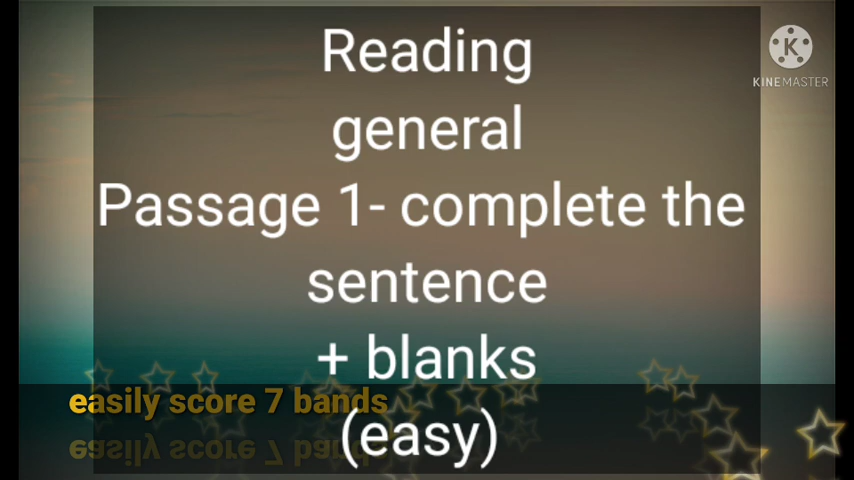 Reading
KINEMASTER
general
Passage 1- complete the
sentence
+ blanks
easily score 7 bands
(easy)